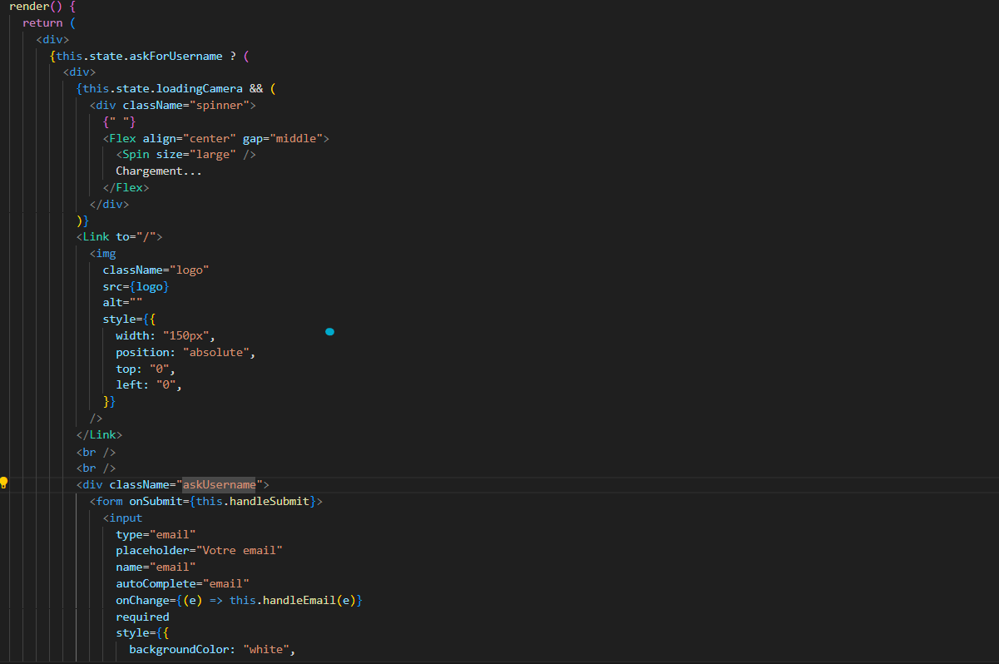 render() {
return (
<div>
{this.state.askForUsername ? (
<div>
{this.state.loadingCamera && (
<div className="spinner">
{" "}
<Flex align="center" gap="middle">
<Spin size="large" />
Chargement...
</Flex>
</div>
)}
<Link to="/">
<img
className="logo"
src={logo}
alt=""
style={{
width: "150px",
position: "absolute",
top: "0",
left: "0",
}}
/>
</Link>
<br />
<br />
<div className="askUsername">
<form onSubmit={this.handleSubmit}>
<input
type="email"
placeholder="Votre email"
name="email"
autoComplete="email"
onChange={(e) => this.handleEmail(e)}
required
style={{
backgroundColor: "white",